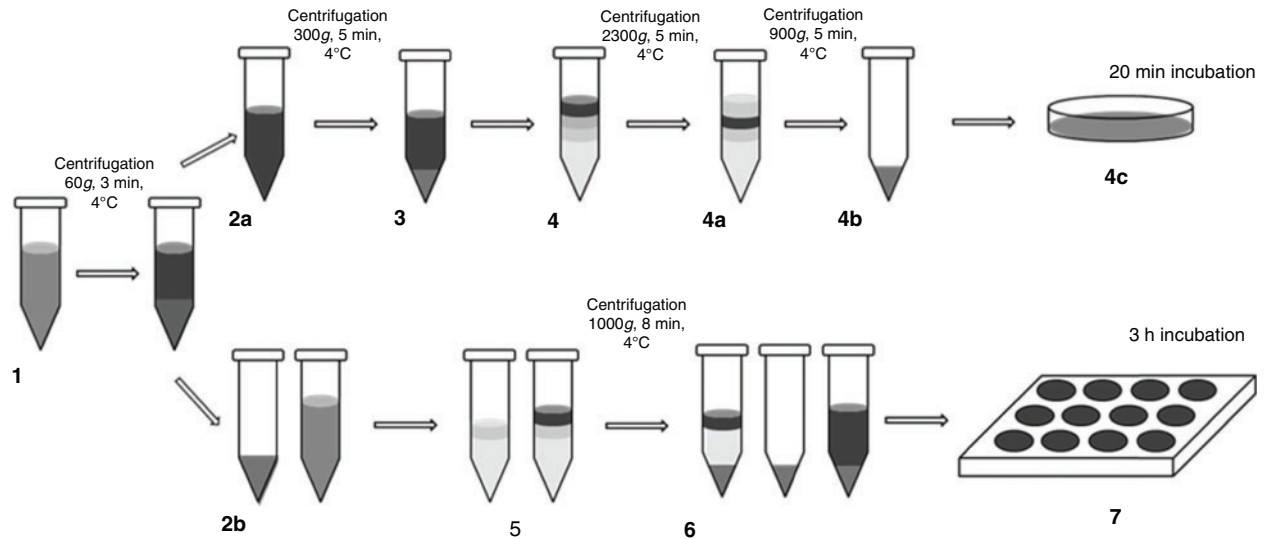 Centrifugation
300g, 5 min,
4°C
Centrifugation
2300g, 5 min,
4°C
Centrifugation
900g, 5 min,
4°C
20 min incubation
Centrifugation
60g, 3 min,
4°C
2a
3
4
4a
4b
4c
1
Centrifugation
1000g, 8 min,
4°C
3 h incubation
2b
5
6
7